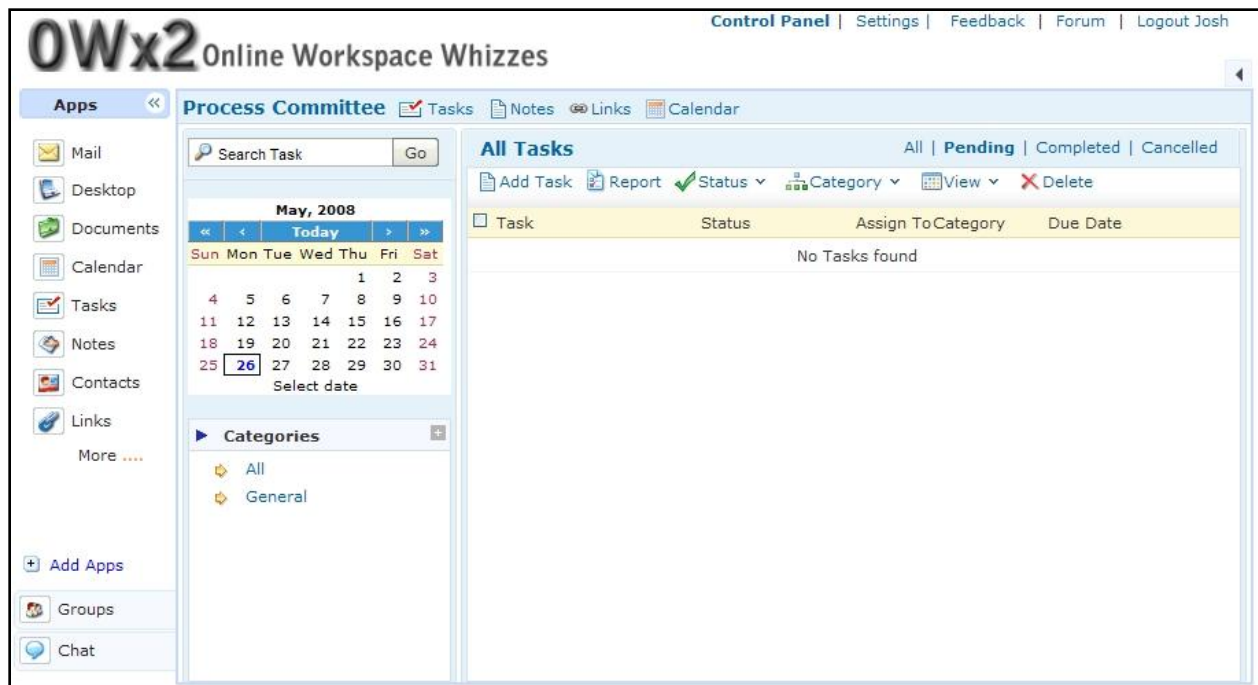 Control Panel | Settings | Feedback | Forum | Logout Josh
0Wx2 Online Workspace Whizzes
Apps «
Mail
Desktop
Documents
Calendar
Tasks
Notes
Contacts
Links
More ....
Add Apps
Groups
Chat
Process Committee Tasks Notes Links Calendar
Search Task Go
May, 2008
« ‹ Today › »
Sun Mon Tue Wed Thu Fri Sat
1 2 3
4 5 6 7 8 9 10
11 12 13 14 15 16 17
18 19 20 21 22 23 24
25 26 27 28 29 30 31
Select date
Categories +
All
General
All Tasks All | Pending | Completed | Cancelled
Add Task Report Status Category View Delete
Task Status Assign To Category Due Date
No Tasks found